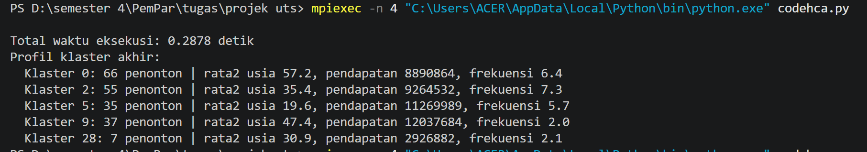 PS D:\semester 4\PemPar\tugas\projek uts> mpiexec -n 4 "C:\Users\ACER\AppData\Local\Python\bin\python.exe" codehca.py
Total waktu eksekusi: 0.2878 detik
Profil klaster akhir:
Klaster 0: 66 penonton | rata2 usia 57.2, pendapatan 8890864, frekuensi 6.4
Klaster 2: 55 penonton | rata2 usia 35.4, pendapatan 9264532, frekuensi 7.3
Klaster 5: 35 penonton | rata2 usia 19.6, pendapatan 11269989, frekuensi 5.7
Klaster 9: 37 penonton | rata2 usia 47.4, pendapatan 12037684, frekuensi 2.0
Klaster 28: 7 penonton | rata2 usia 30.9, pendapatan 2926882, frekuensi 2.1